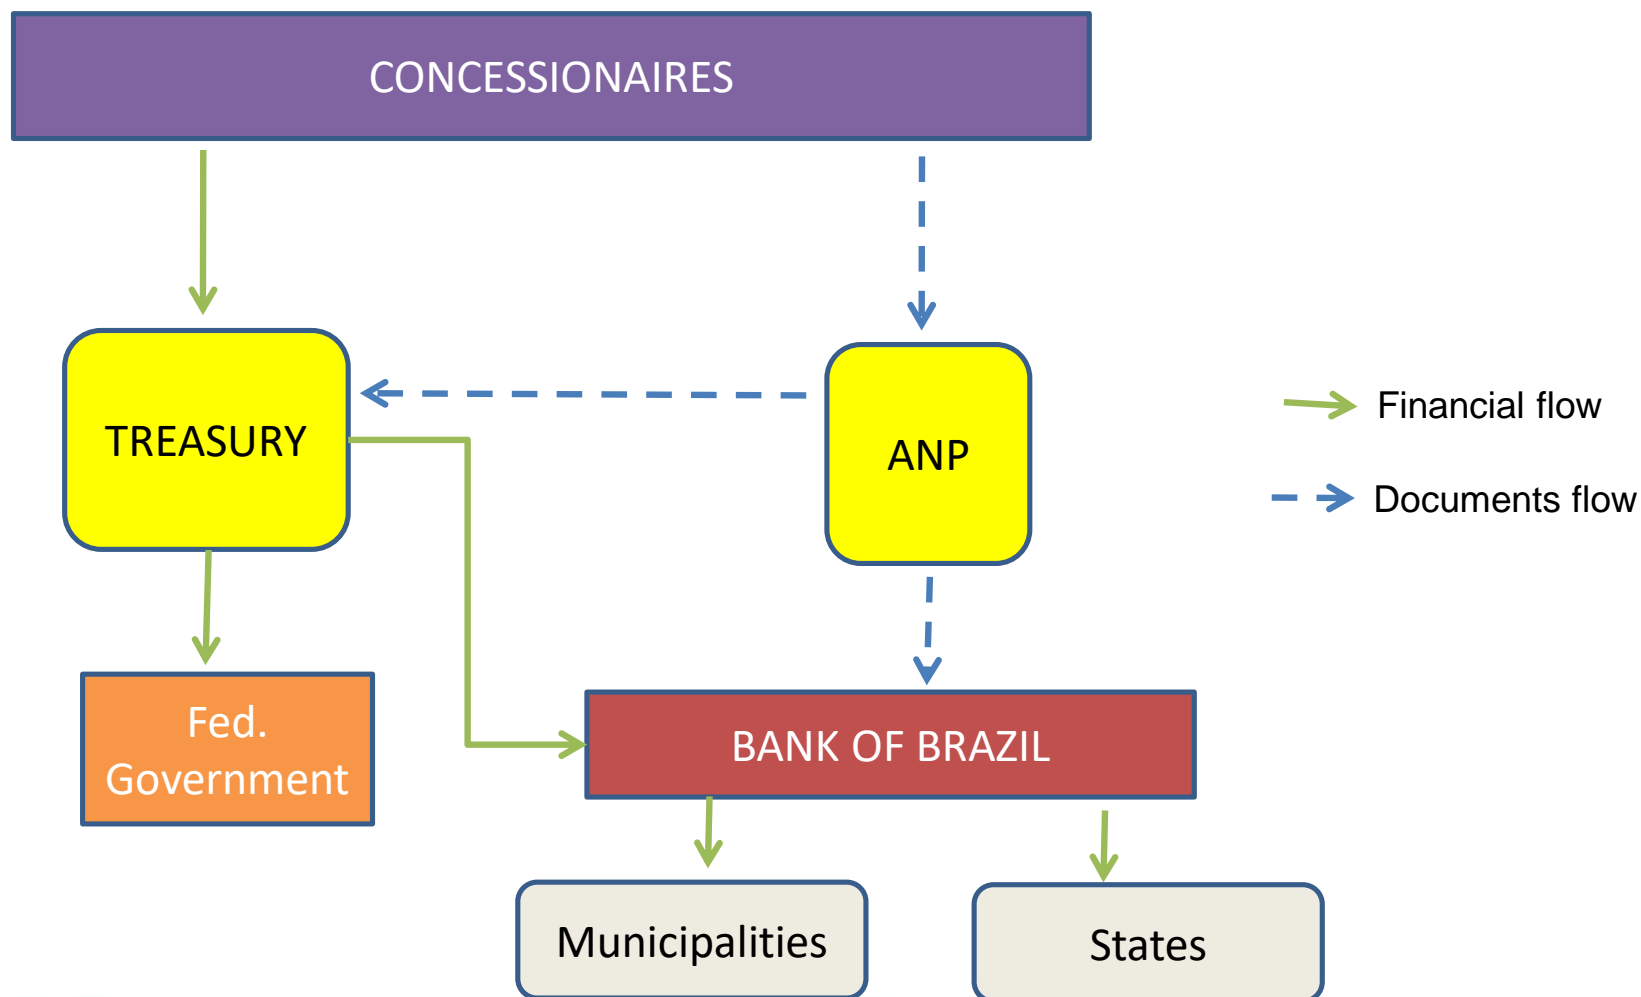 CONCESSIONAIRES
TREASURY
ANP
Financial flow
Documents flow
Fed.
Government
BANK OF BRAZIL
Municipalities
States